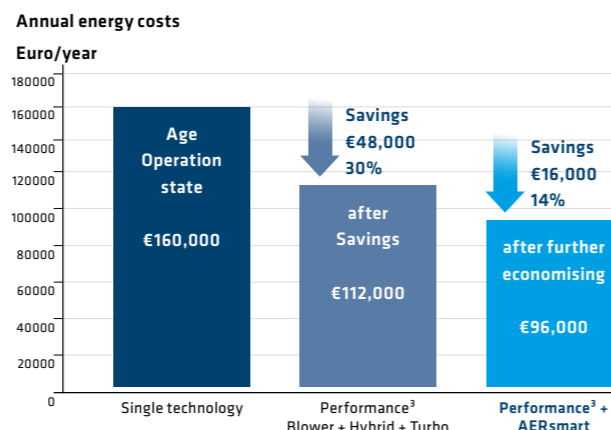 Annual energy costs
Euro/year
180000
160000
140000
120000
100000
80000
60000
40000
20000
0
Age
Operation
state
€160,000
Savings
€48,000
30%
after
Savings
€112,000
Savings
€16,000
14%
after further
economising
€96,000
Single technology
Performance³
Blower + Hybrid + Turbo
Performance³ +
AERsmart